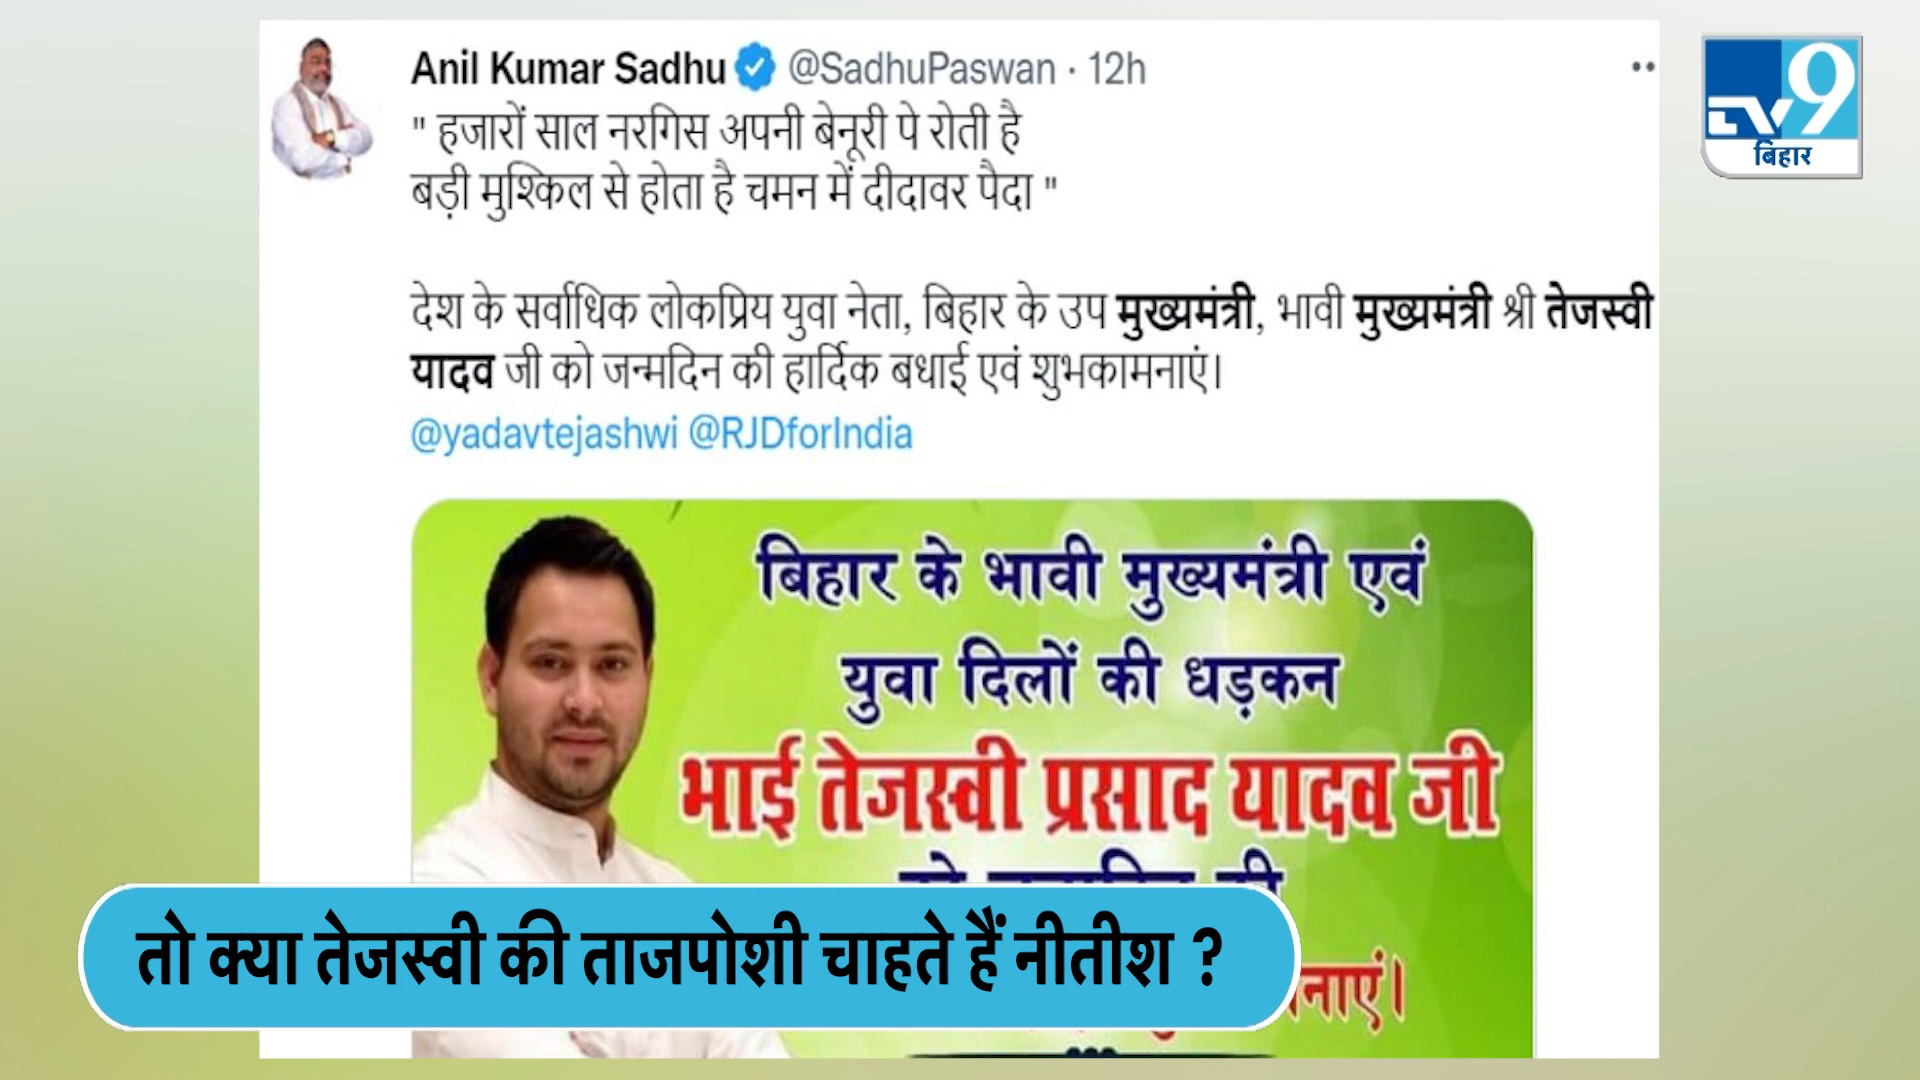 Anil Kumar Sadhu @SadhuPaswan · 12h
" हजारों साल नरगिस अपनी बेनूरी पे रोती है
बड़ी मुश्किल से होता है चमन में दीदावर पैदा "
देश के सर्वाधिक लोकप्रिय युवा नेता, बिहार के उप मुख्यमंत्री, भावी मुख्यमंत्री श्री तेजस्वी
यादव जी को जन्मदिन की हार्दिक बधाई एवं शुभकामनाएं।
@yadavtejashwi @RJDforIndia
बिहार के भावी मुख्यमंत्री एवं
युवा दिलों की धड़कन
भाई तेजस्वी प्रसाद यादव जी
तो क्या तेजस्वी की ताजपोशी चाहते हैं नीतीश ?
TV9
बिहार